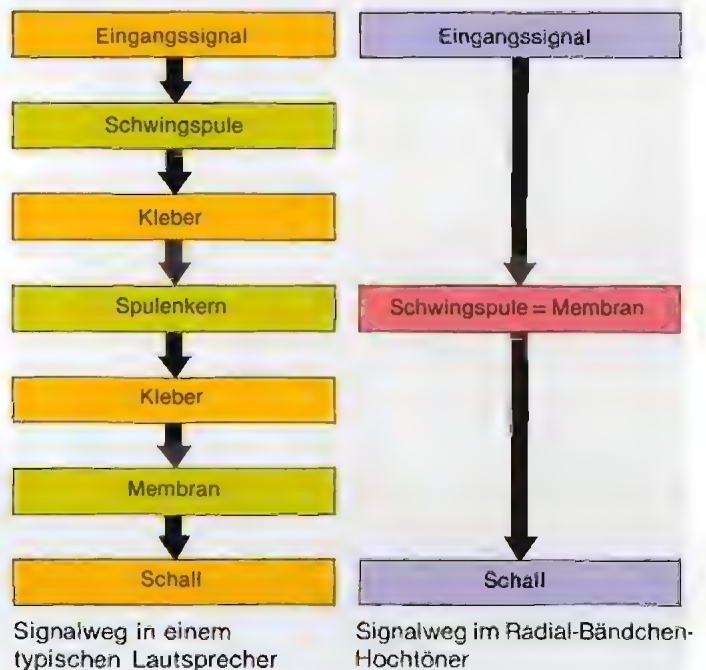 Eingangssignal
Schwingspule
Kleber
Spulenkern
Kleber
Membran
Schall
Signalweg in einem
typischen Lautsprecher
Eingangssignal
Schwingspule = Membran
Schall
Signalweg im Radial-Bändchen-
Hochtöner